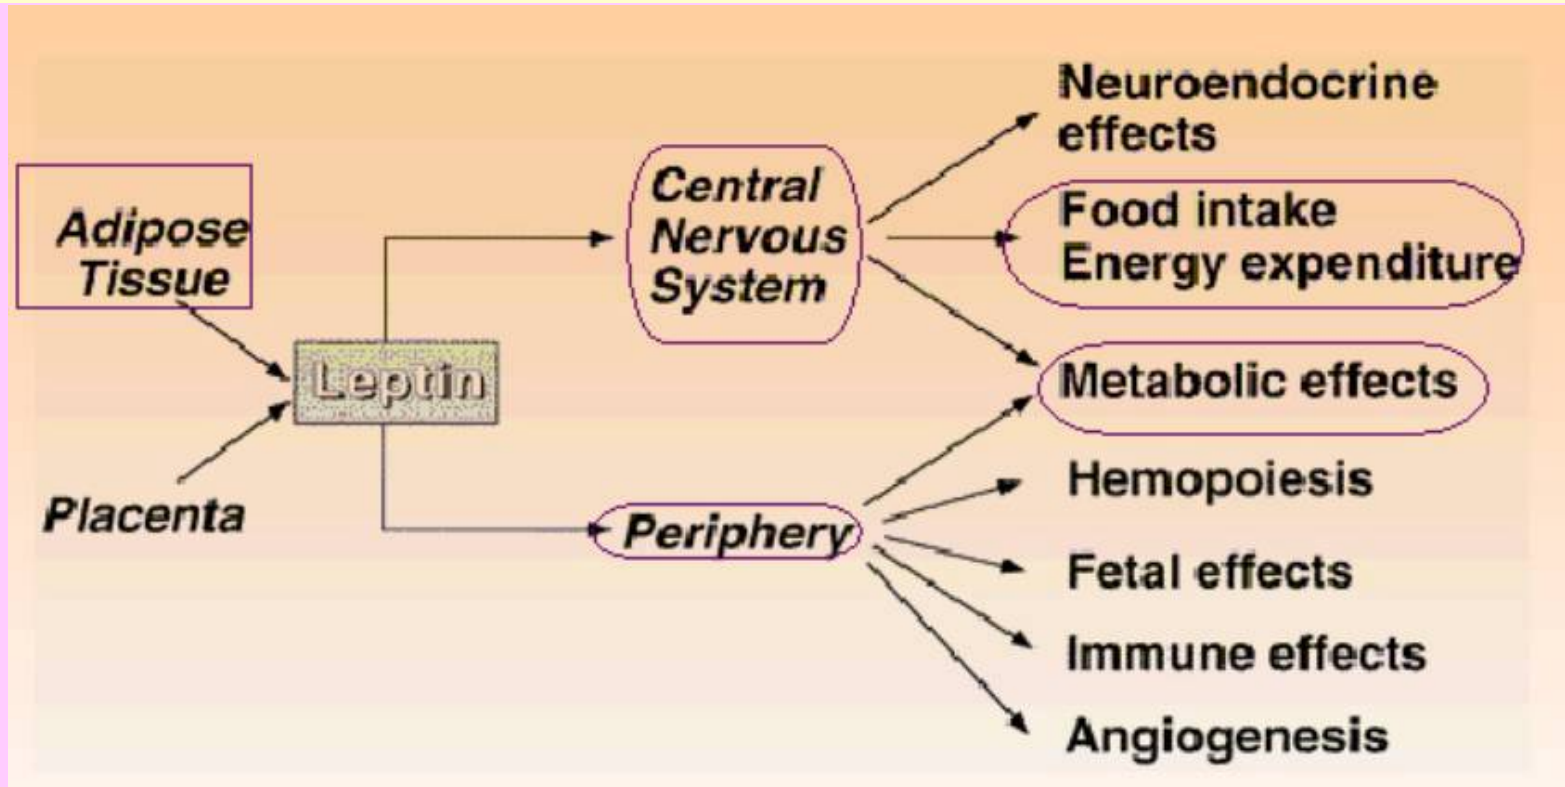 Adipose
Tissue
Placenta
Leptin
Central
Nervous
System
Periphery
Neuroendocrine
effects
Food intake
Energy expenditure
Metabolic effects
Hemopoiesis
Fetal effects
Immune effects
Angiogenesis